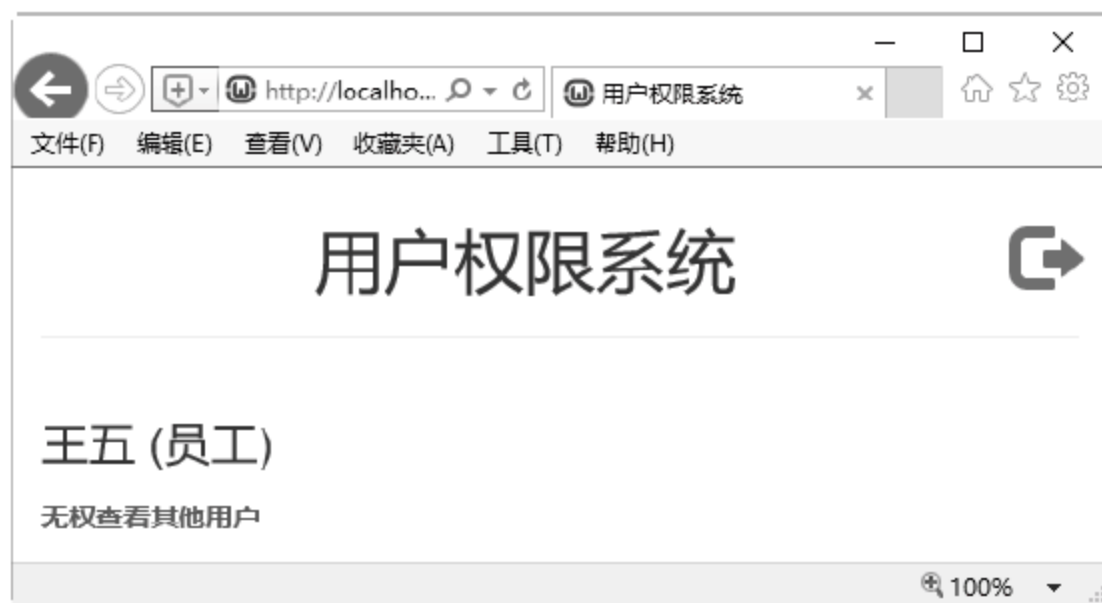 http://localho...
用户权限系统
文件(F) 编辑(E) 查看(V) 收藏夹(A) 工具(T) 帮助(H)
用户权限系统
王五 (员工)
无权查看其他用户
100%